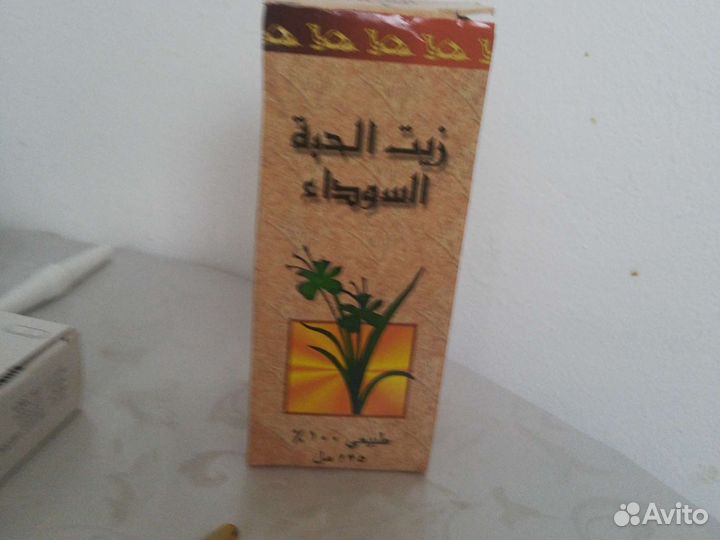 زيت الحبة
السوداء
طبيعي ١٠٠٪
١٢٥ مل
Avito